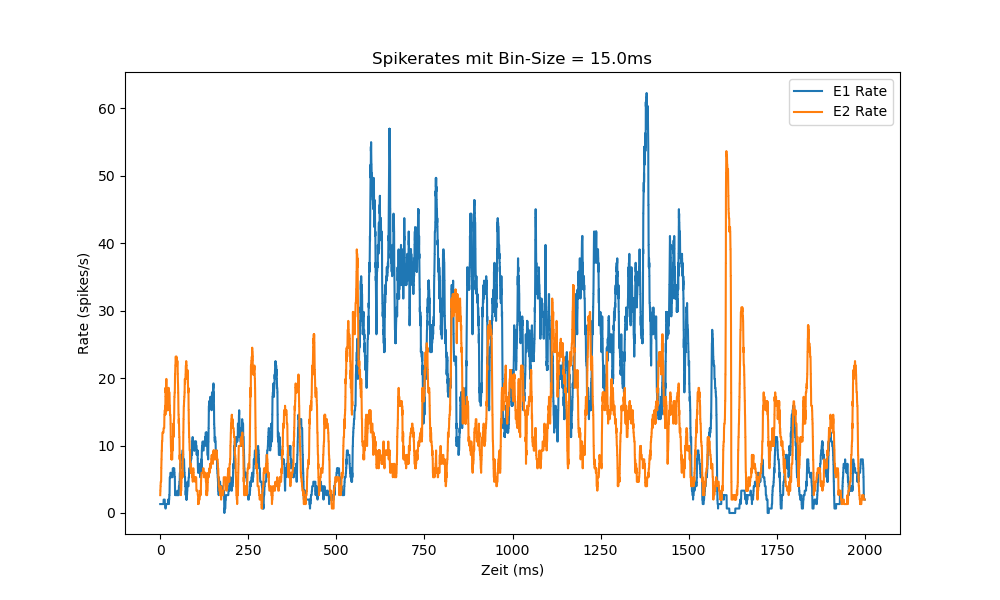 Spikerates mit Bin-Size = 15.0ms
E1 Rate
E2 Rate
Rate (spikes/s)
60
50
40
30
20
10
0
0 250 500 750 1000 1250 1500 1750 2000
Zeit (ms)